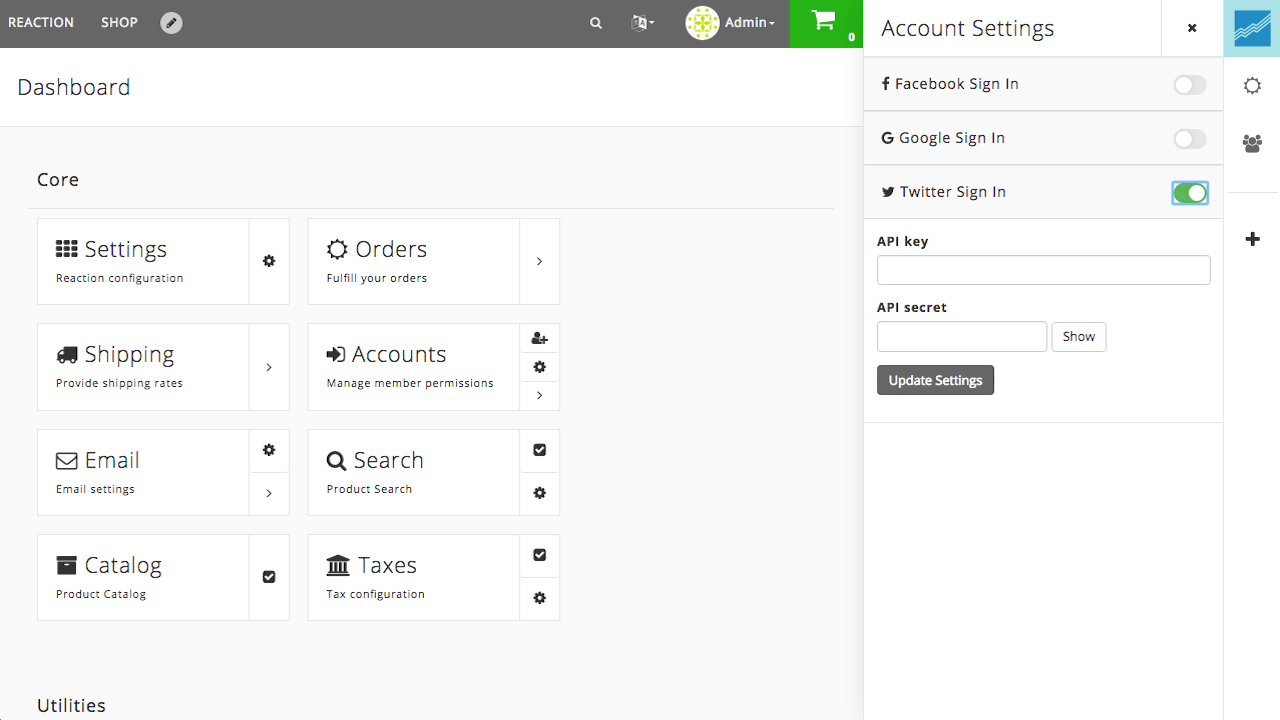 REACTION SHOP Admin 0
Account Settings
Dashboard
Facebook Sign In
Google Sign In
Twitter Sign In
API key
API secret
Show
Update Settings
Core
Settings
Reaction configuration
Orders
Fulfill your orders
Shipping
Provide shipping rates
Accounts
Manage member permissions
Email
Email settings
Search
Product Search
Catalog
Product Catalog
Taxes
Tax configuration
Utilities